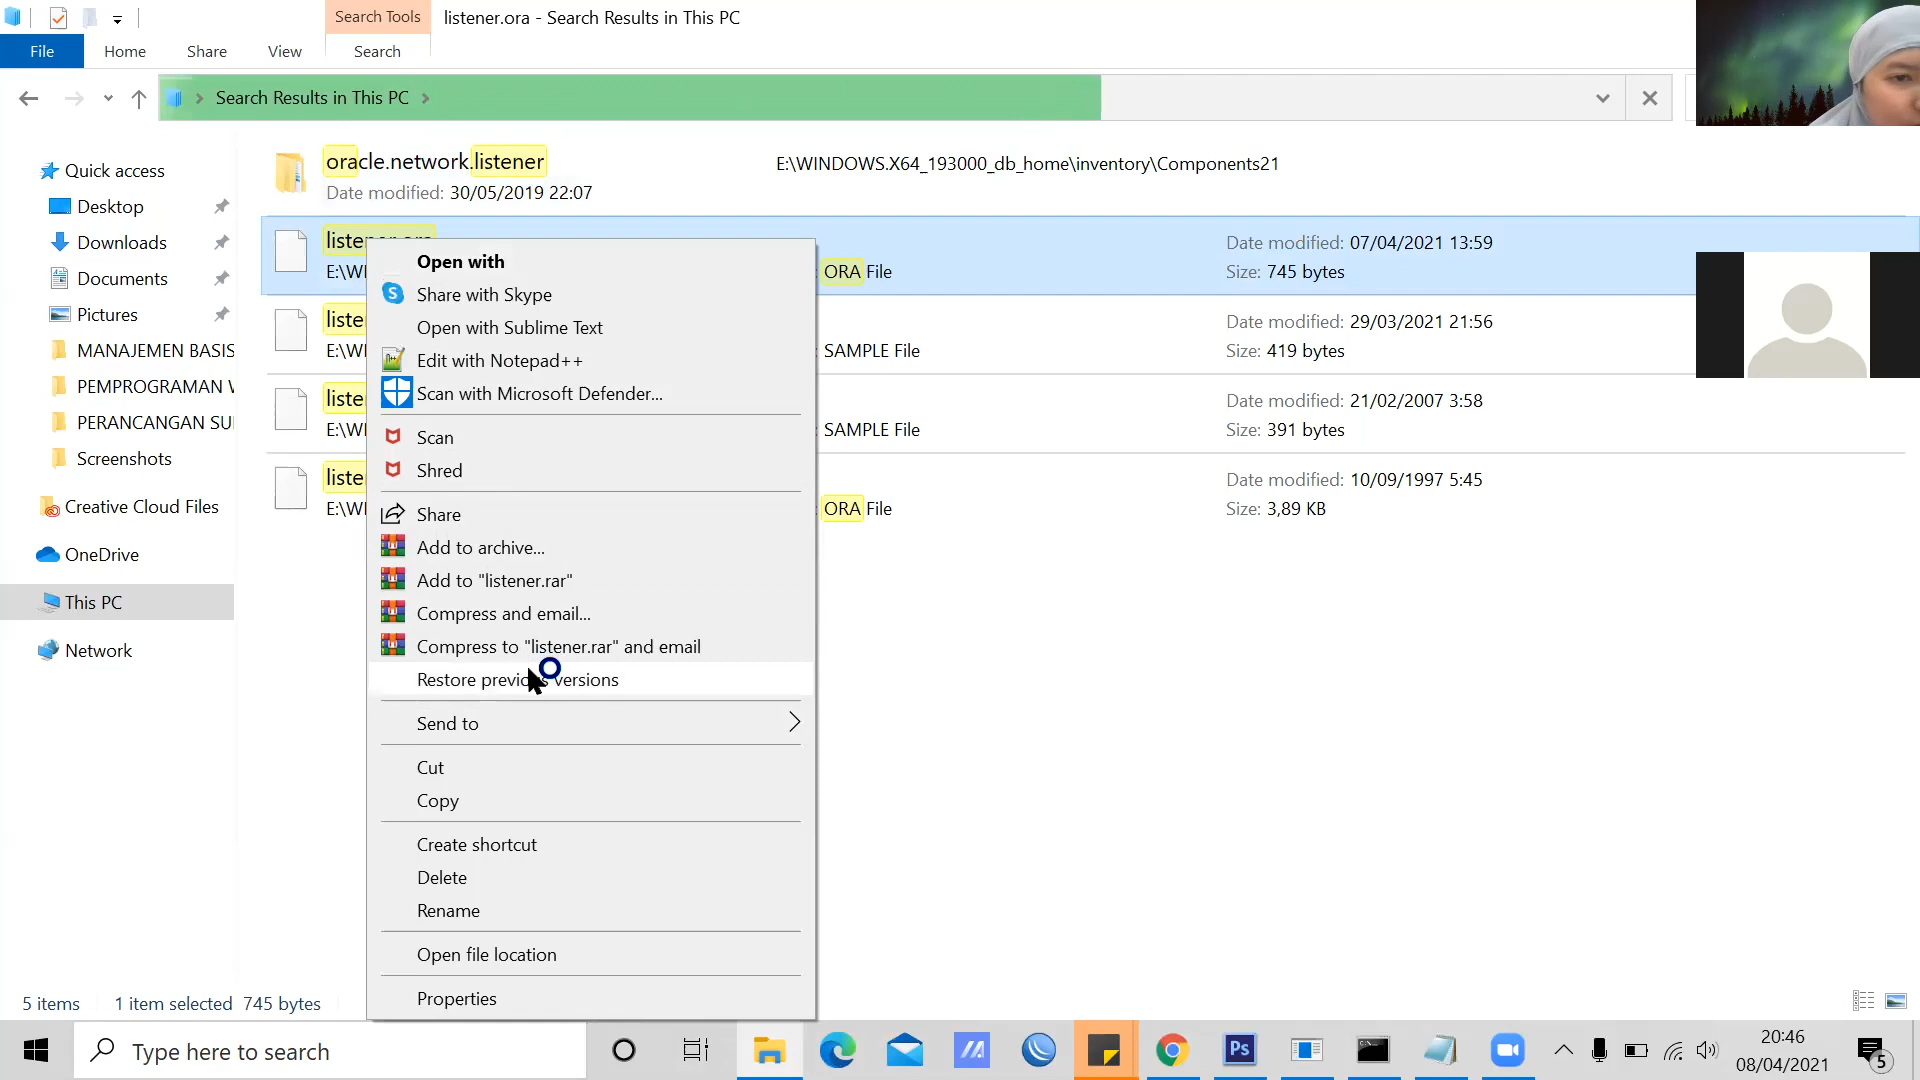 Search Tools
listener.ora - Search Results in This PC
File
Home
Share
View
Search
Search Results in This PC
Quick access
Desktop
Downloads
Documents
Pictures
MANAJEMEN BASIS
PEMPROGRAMAN
PERANCANGAN
Screenshots
Creative Cloud Files
OneDrive
This PC
Network
oracle.network.listener
Date modified: 30/05/2019 22:07
E:\WINDOWS.X64_193000_db_home\inventory\Components21
listener.ora
ORA File
Date modified: 07/04/2021 13:59
Size: 745 bytes
SAMPLE File
Date modified: 29/03/2021 21:56
Size: 419 bytes
SAMPLE File
Date modified: 21/02/2007 3:58
Size: 391 bytes
ORA File
Date modified: 10/09/1997 5:45
Size: 3,89 KB
Open with
Share with Skype
Open with Sublime Text
Edit with Notepad++
Scan with Microsoft Defender...
Scan
Shred
Share
Add to archive...
Add to "listener.rar"
Compress and email...
Compress to "listener.rar" and email
Restore previous versions
Send to
Cut
Copy
Create shortcut
Delete
Rename
Open file location
Properties
5 items
1 item selected 745 bytes
Type here to search
Ps
20:46
08/04/2021
5